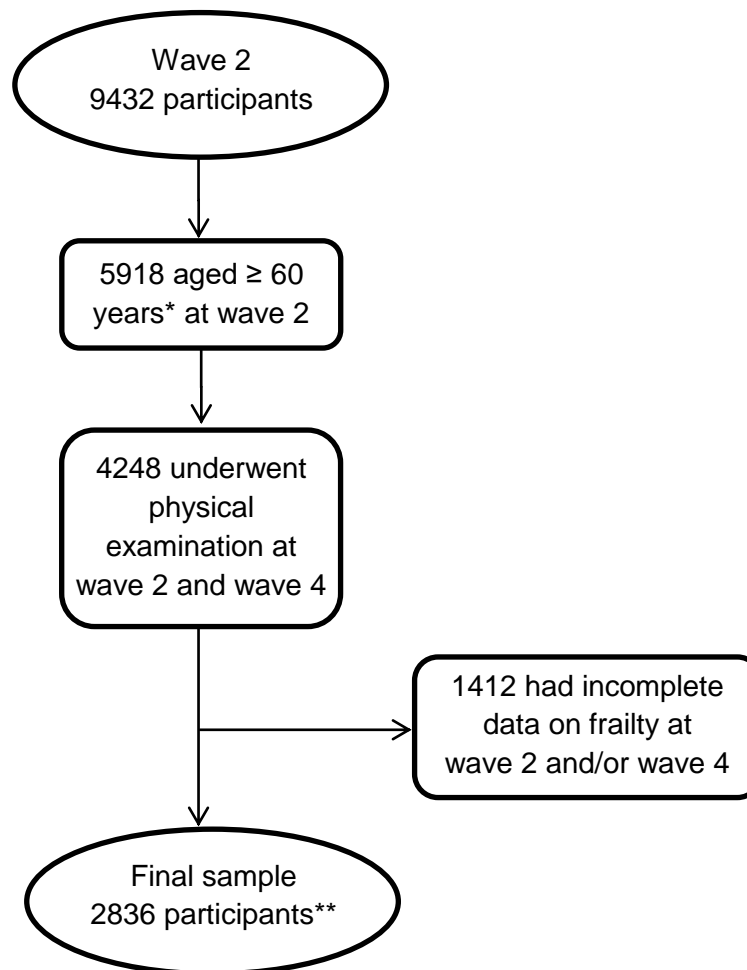 Wave 2
9432 participants
5918 aged ≥ 60
years* at wave 2
4248 underwent
physical
examination at
wave 2 and wave 4
1412 had incomplete
data on frailty at
wave 2 and/or wave 4
Final sample
2836 participants**